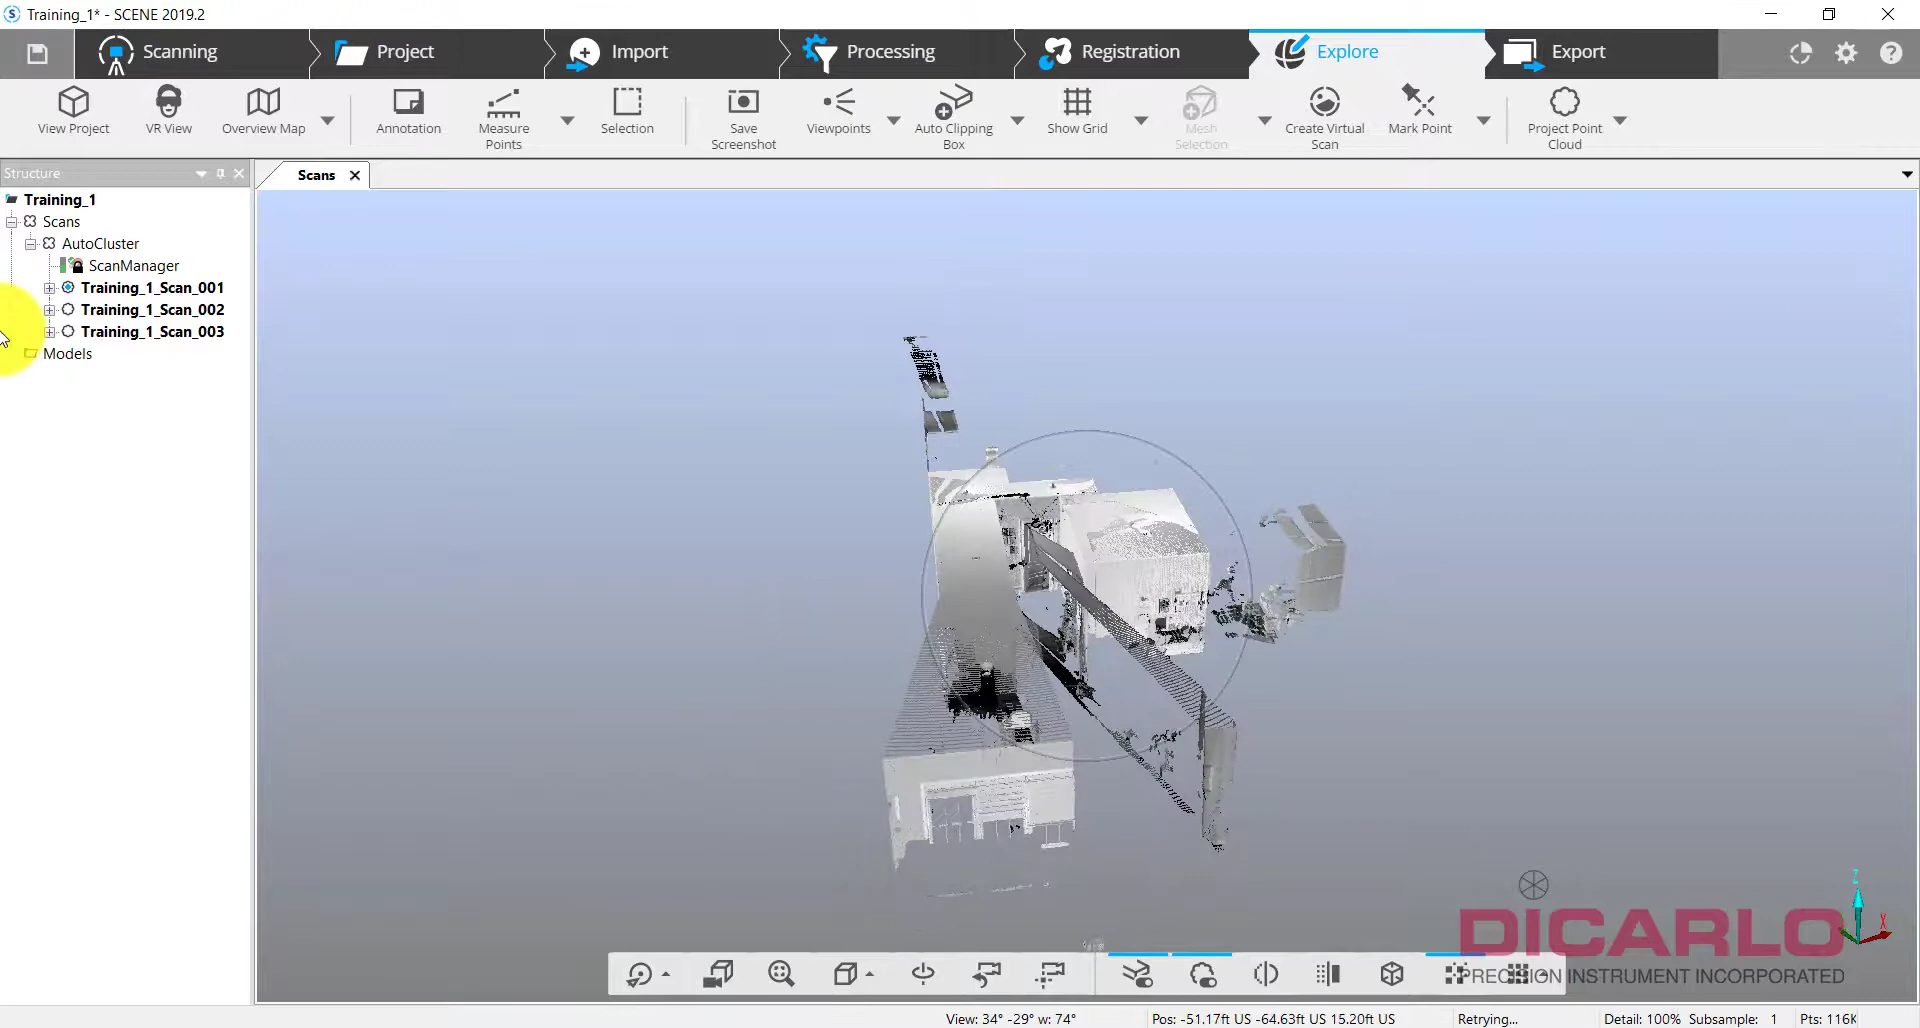 Training_1* - SCENE 2019.2
Scanning
Project
Import
Processing
Registration
Explore
Export
View Project
VR View
Overview Map
Annotation
Measure Points
Selection
Save Screenshot
Viewpoints
Auto Clipping Box
Show Grid
Mesh Selection
Create Virtual Scan
Mark Point
Project Point Cloud
Structure
Scans
Training_1
Scans
AutoCluster
ScanManager
Training_1_Scan_001
Training_1_Scan_002
Training_1_Scan_003
Models
Z
X
DICARLO
PRECISION INSTRUMENT INCORPORATED
View: 34° -29° w: 74°
Pos: -51.17ft US -64.63ft US 15.20ft US
Retrying...
Detail: 100%
Subsample: 1
Pts: 116K